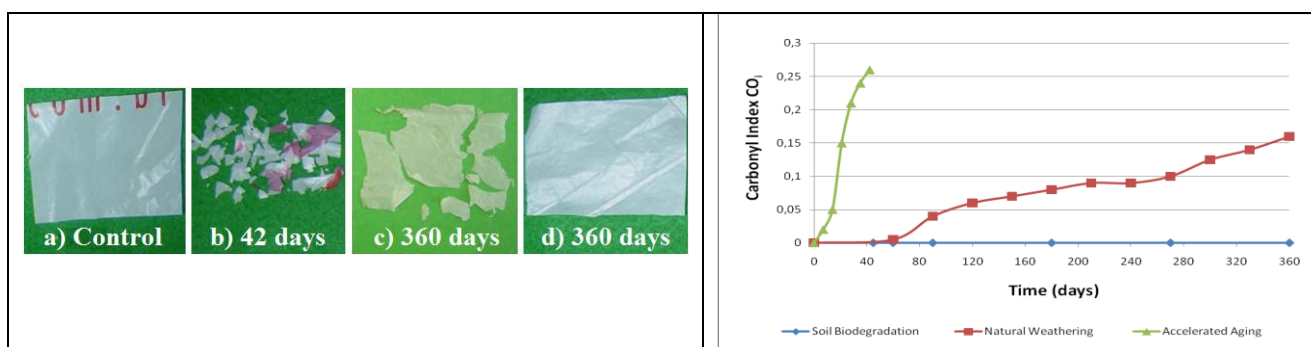 com.br
a) Control
b) 42 days
c) 360 days
d) 360 days
Carbonyl Index COi
0,3
0,25
0,2
0,15
0,1
0,05
0
0 40 80 120 160 200 240 280 320 360
Time (days)
Soil Biodegradation Natural Weathering Accelerated Aging